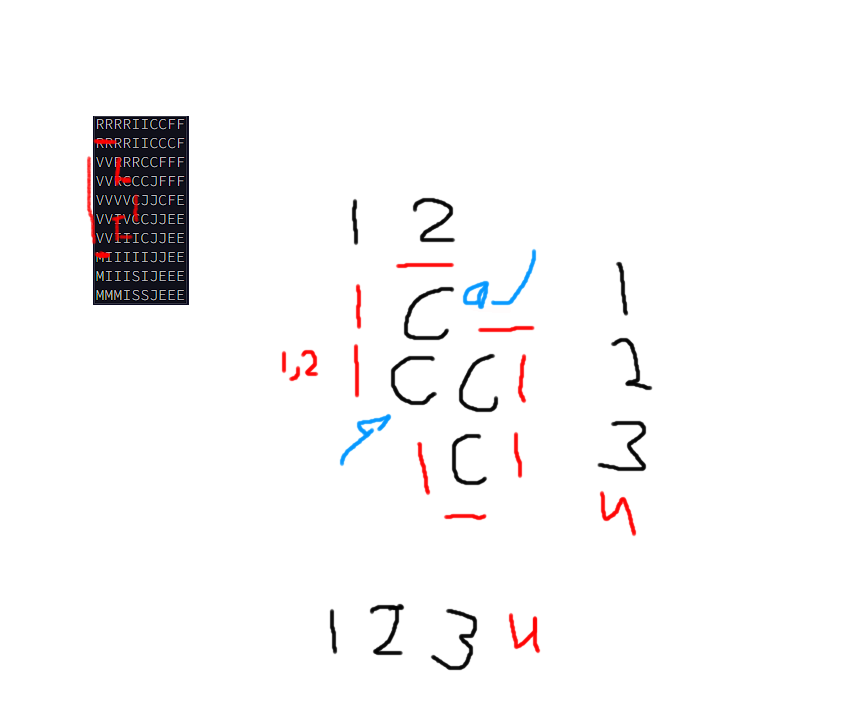 RRRRIICCFF
RRRRIICCCF
VVRRRCCFFF
VVRCCCJFFF
VVVVCJJCFE
VVIVCCJJEE
VVIIICJJEE
MIIIIIJJEE
MIIISIJEEE
MMMISSJEEE
1 2
C a 1
1,2 C C 2
C 3
4
1 2 3 4